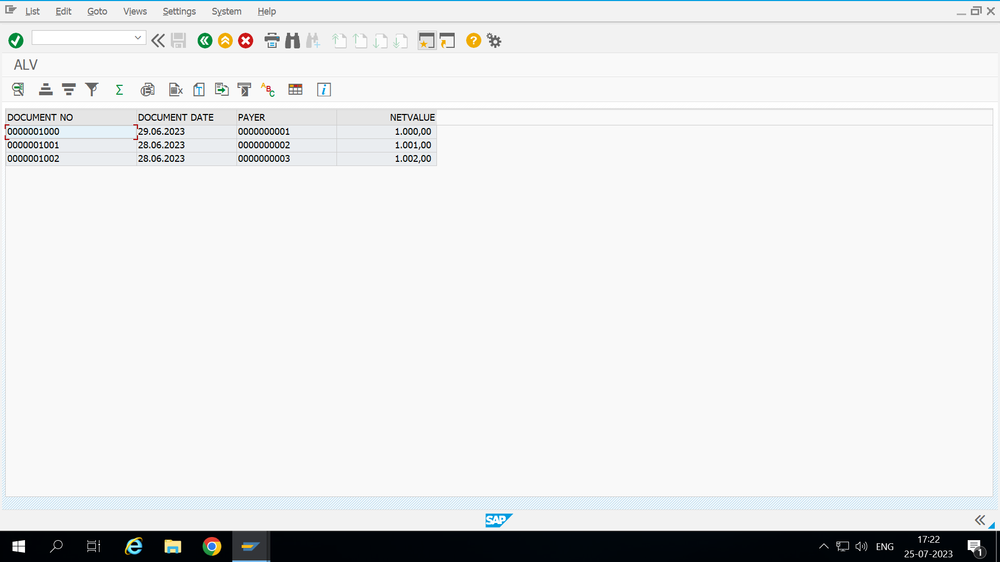 List Edit Goto Views Settings System Help
ALV
DOCUMENT NO DOCUMENT DATE PAYER NETVALUE
0000001000 29.06.2023 0000000001 1.000,00
0000001001 28.06.2023 0000000002 1.001,00
0000001002 28.06.2023 0000000003 1.002,00
SAP
ENG
17:22
25-07-2023
1